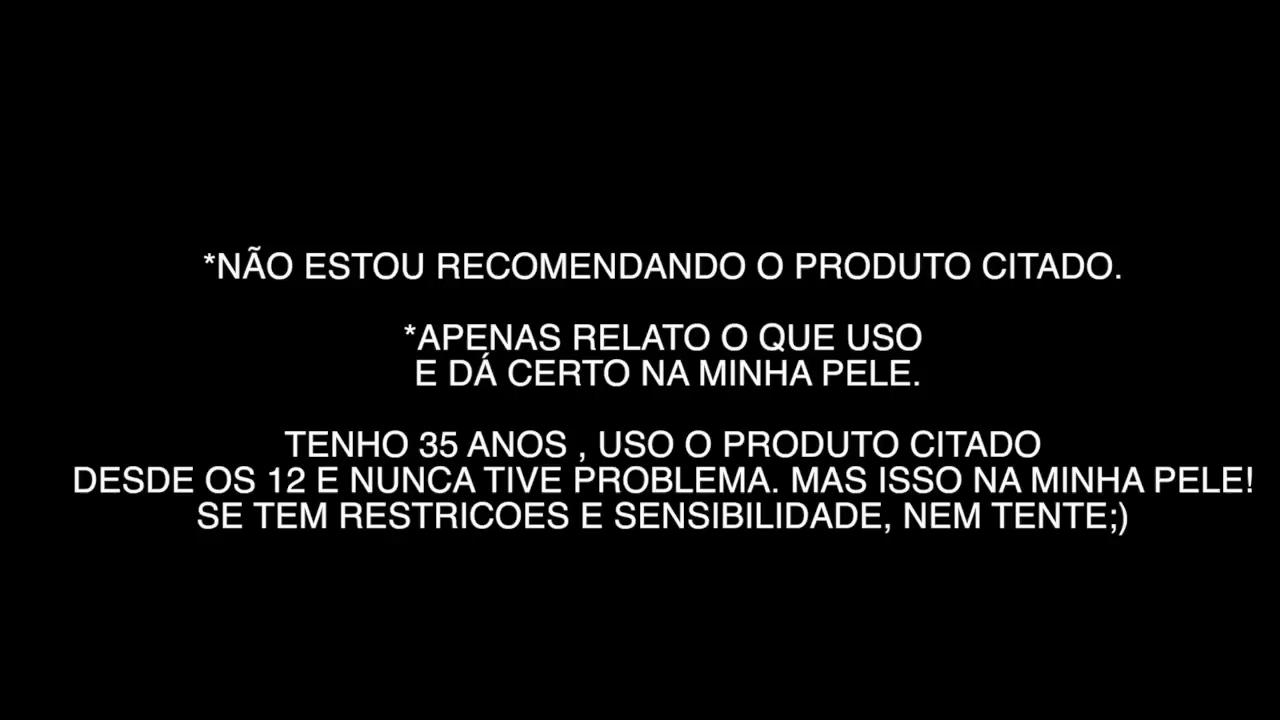 *NÃO ESTOU RECOMENDANDO O PRODUTO CITADO.
*APENAS RELATO O QUE USO
E DÁ CERTO NA MINHA PELE.
TENHO 35 ANOS , USO O PRODUTO CITADO
DESDE OS 12 E NUNCA TIVE PROBLEMA. MAS ISSO NA MINHA PELE!
SE TEM RESTRICOES E SENSIBILIDADE, NEM TENTE;)